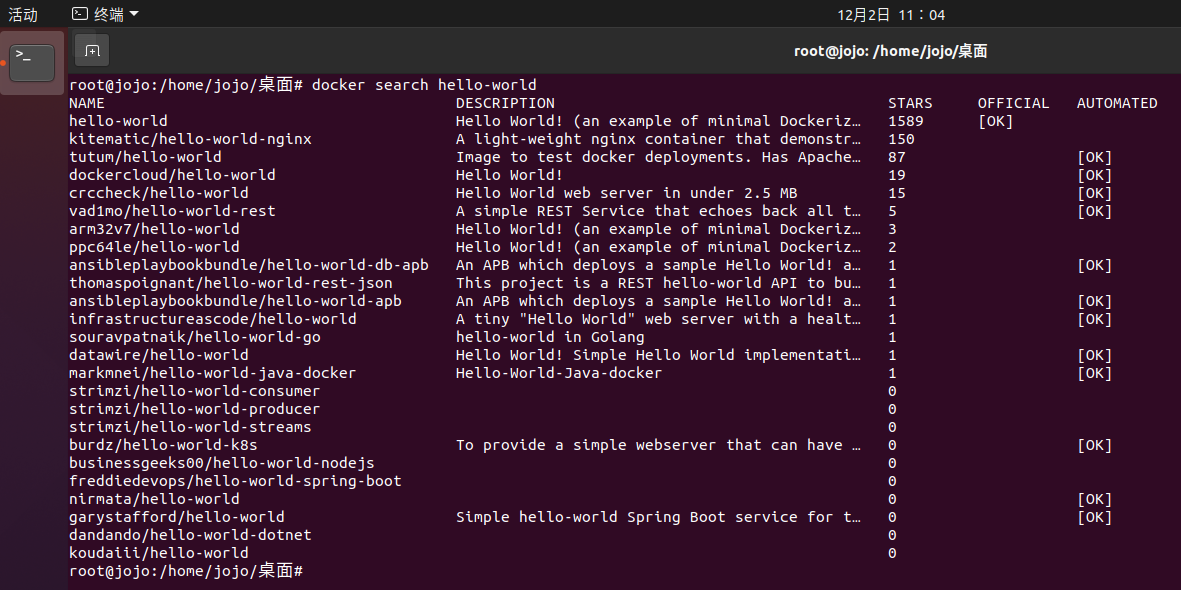 活动 终端 12月2日 11：04
root@jojo: /home/jojo/桌面
root@jojo:/home/jojo/桌面# docker search hello-world
NAME DESCRIPTION STARS OFFICIAL AUTOMATED
hello-world Hello World! (an example of minimal Dockeriz… 1589 [OK]
kitematic/hello-world-nginx A light-weight nginx container that demonstr… 150
tutum/hello-world Image to test docker deployments. Has Apache… 87 [OK]
dockercloud/hello-world Hello World! 19 [OK]
crccheck/hello-world Hello World web server in under 2.5 MB 15 [OK]
vad1mo/hello-world-rest A simple REST Service that echoes back all t… 5 [OK]
arm32v7/hello-world Hello World! (an example of minimal Dockeriz… 3
ppc64le/hello-world Hello World! (an example of minimal Dockeriz… 2
ansibleplaybookbundle/hello-world-db-apb An APB which deploys a sample Hello World! a… 1 [OK]
thomaspoignant/hello-world-rest-json This project is a REST hello-world API to bu… 1
ansibleplaybookbundle/hello-world-apb An APB which deploys a sample Hello World! a… 1 [OK]
infrastructureascode/hello-world A tiny "Hello World" web server with a healt… 1 [OK]
souravpatnaik/hello-world-go hello-world in Golang 1
datawire/hello-world Hello World! Simple Hello World implementati… 1 [OK]
markmnei/hello-world-java-docker Hello-World-Java-docker 1 [OK]
strimzi/hello-world-consumer 0
strimzi/hello-world-producer 0
strimzi/hello-world-streams 0
burdz/hello-world-k8s To provide a simple webserver that can have … 0 [OK]
businessgeeks00/hello-world-nodejs 0
freddiedevops/hello-world-spring-boot 0
nirmata/hello-world 0 [OK]
garystafford/hello-world Simple hello-world Spring Boot service for t… 0 [OK]
dandando/hello-world-dotnet 0
koudaiii/hello-world 0
root@jojo:/home/jojo/桌面#